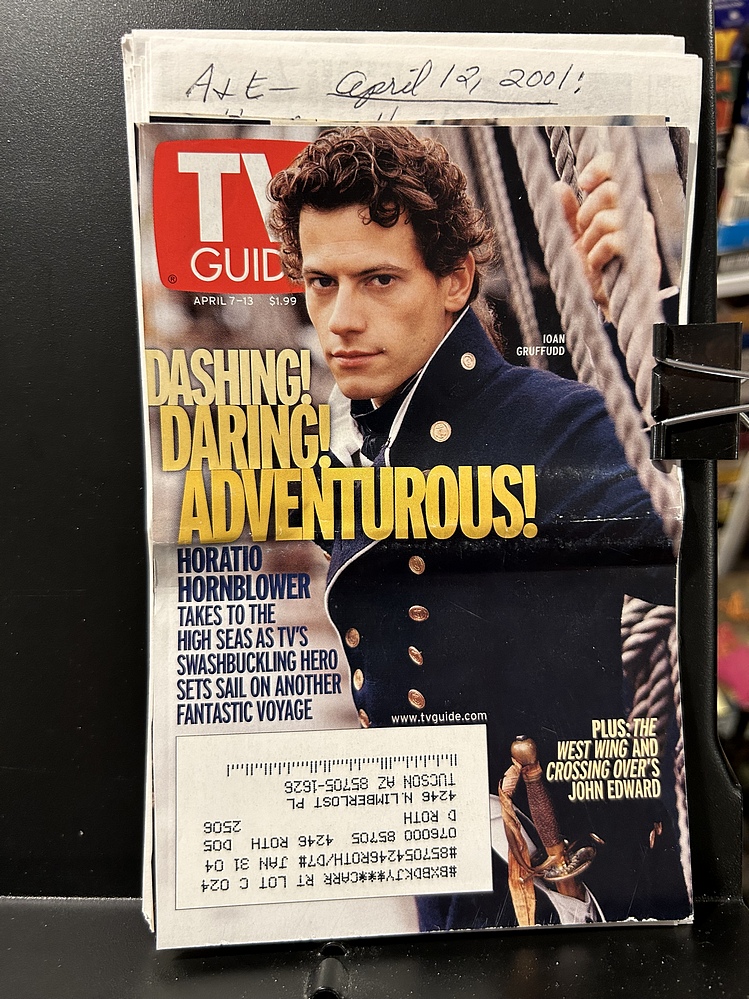 A & E — April 12, 2001:
TV
GUIDE
®
APRIL 7–13 $1.99
IOAN
GRUFFUDD
DASHING!
DARING!
ADVENTUROUS!
HORATIO
HORNBLOWER
TAKES TO THE
HIGH SEAS AS TV'S
SWASHBUCKLING HERO
SETS SAIL ON ANOTHER
FANTASTIC VOYAGE
www.tvguide.com
PLUS: THE
WEST WING AND
CROSSING OVER'S
JOHN EDWARD
#BXBDKJY***CARR RT LOT C 024
#857054246ROTH/D7# JAN 31 04
076000 85705 4246 ROTH D05
D ROTH 2506
4246 N LIMBERLOST PL
TUCSON AZ 85705-1626